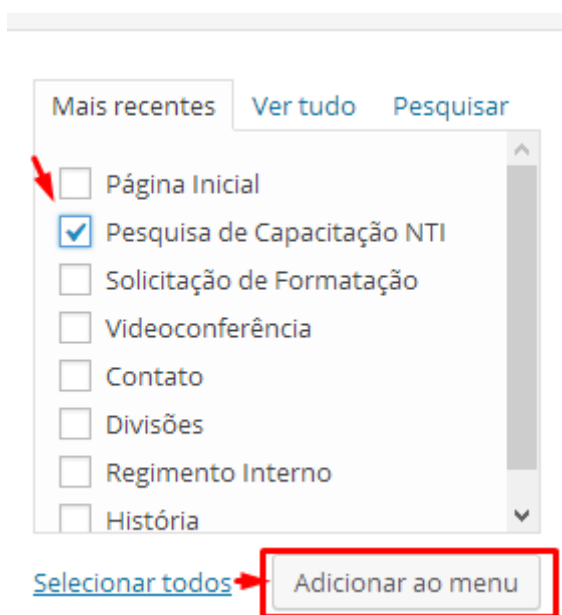 Mais recentes Ver tudo Pesquisar
Página Inicial
Pesquisa de Capacitação NTI
Solicitação de Formatação
Videoconferência
Contato
Divisões
Regimento Interno
História
Selecionar todos Adicionar ao menu